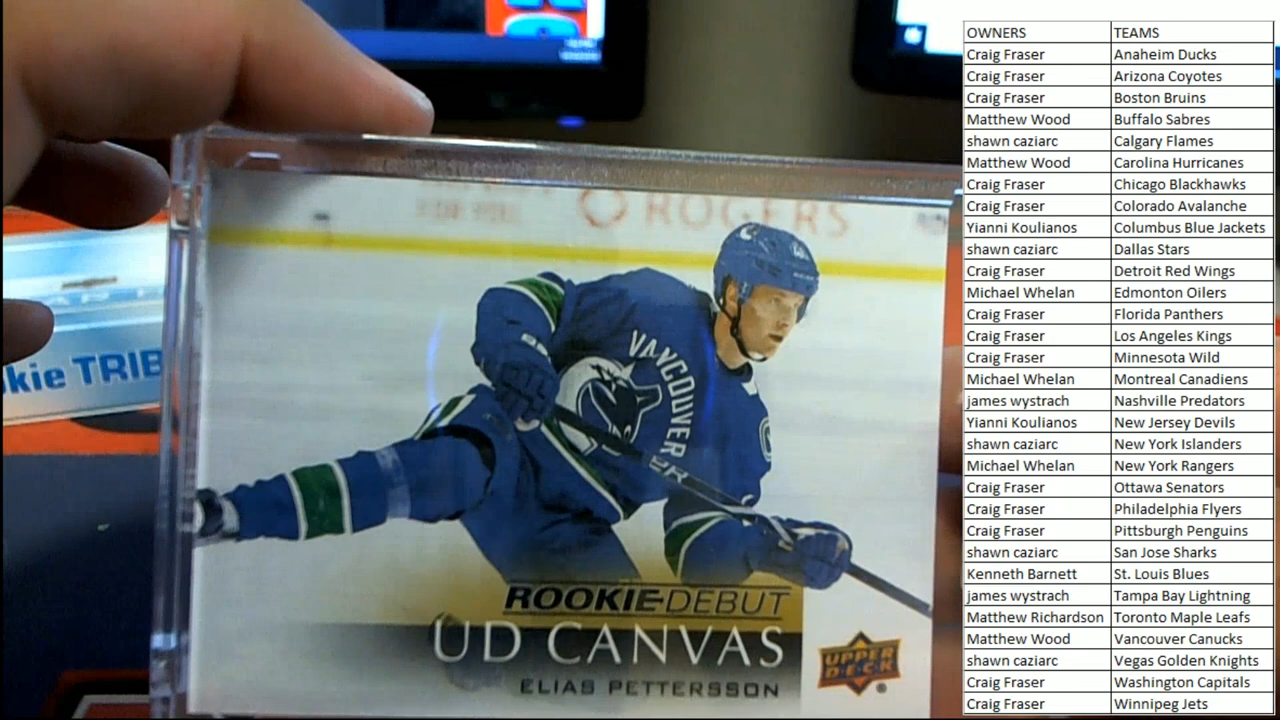 FOR YOU ROGERS
VANCOUVER
ROOKIE DEBUT
UD CANVAS
ELIAS PETTERSSON
UPPER DECK
kie TRIB
OWNERS TEAMS
Craig Fraser Anaheim Ducks
Craig Fraser Arizona Coyotes
Craig Fraser Boston Bruins
Matthew Wood Buffalo Sabres
shawn caziarc Calgary Flames
Matthew Wood Carolina Hurricanes
Craig Fraser Chicago Blackhawks
Craig Fraser Colorado Avalanche
Yianni Koulianos Columbus Blue Jackets
shawn caziarc Dallas Stars
Craig Fraser Detroit Red Wings
Michael Whelan Edmonton Oilers
Craig Fraser Florida Panthers
Craig Fraser Los Angeles Kings
Craig Fraser Minnesota Wild
Michael Whelan Montreal Canadiens
james wystrach Nashville Predators
Yianni Koulianos New Jersey Devils
shawn caziarc New York Islanders
Michael Whelan New York Rangers
Craig Fraser Ottawa Senators
Craig Fraser Philadelphia Flyers
Craig Fraser Pittsburgh Penguins
shawn caziarc San Jose Sharks
Kenneth Barnett St. Louis Blues
james wystrach Tampa Bay Lightning
Matthew Richardson Toronto Maple Leafs
Matthew Wood Vancouver Canucks
shawn caziarc Vegas Golden Knights
Craig Fraser Washington Capitals
Craig Fraser Winnipeg Jets